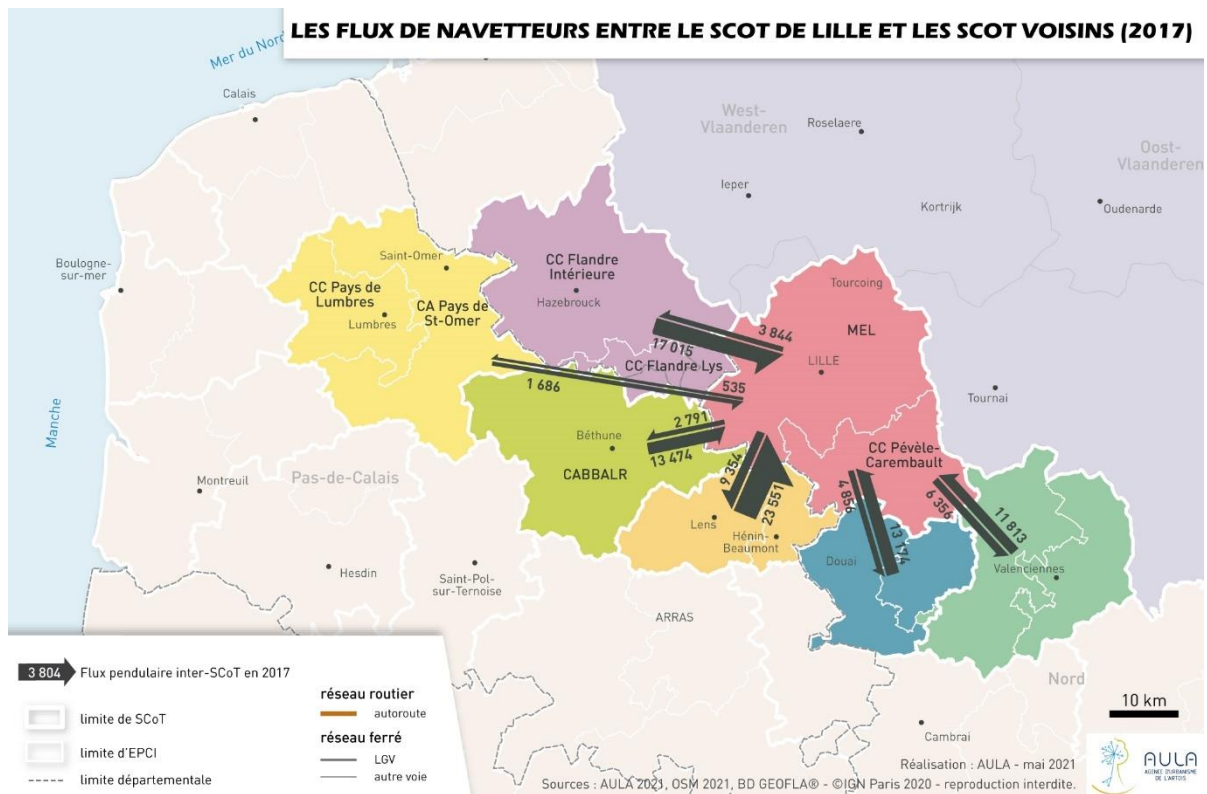 LES FLUX DE NAVETTEURS ENTRE LE SCOT DE LILLE ET LES SCOT VOISINS (2017)
Mer du Nord
Calais
West-
Vlaanderen
Roselaere
Oost-
Vlaanderen
Ieper
Kortrijk
Oudenarde
Boulogne-
sur-mer
Saint-Omer
CC Flandre
Intérieure
Hazebrouck
Tourcoing
CC Pays de
Lumbres
Lumbres
CA Pays de
St-Omer
MEL
3 844
17 015
LILLE
CC Flandre Lys
1 686
535
Tournai
Manche
2 791
Béthune
13 474
CABBALR
CC Pévèle-
Carembault
Montreuil
Pas-de-Calais
9 354
23 551
4 856
13 174
6 356
11 813
Lens
Hénin-
Beaumont
Douai
Valenciennes
Hesdin
Saint-Pol-
sur-Ternoise
ARRAS
Nord
Cambrai
10 km
3 804 Flux pendulaire inter-SCoT en 2017
limite de SCoT
limite d'EPCI
limite départementale
réseau routier
autoroute
réseau ferré
LGV
autre voie
Réalisation : AULA - mai 2021
Sources : AULA 2021, OSM 2021, BD GEOFLA® - ©IGN Paris 2020 - reproduction interdite.
AULA
AGENCE D'URBANISME
DE L'ARTOIS